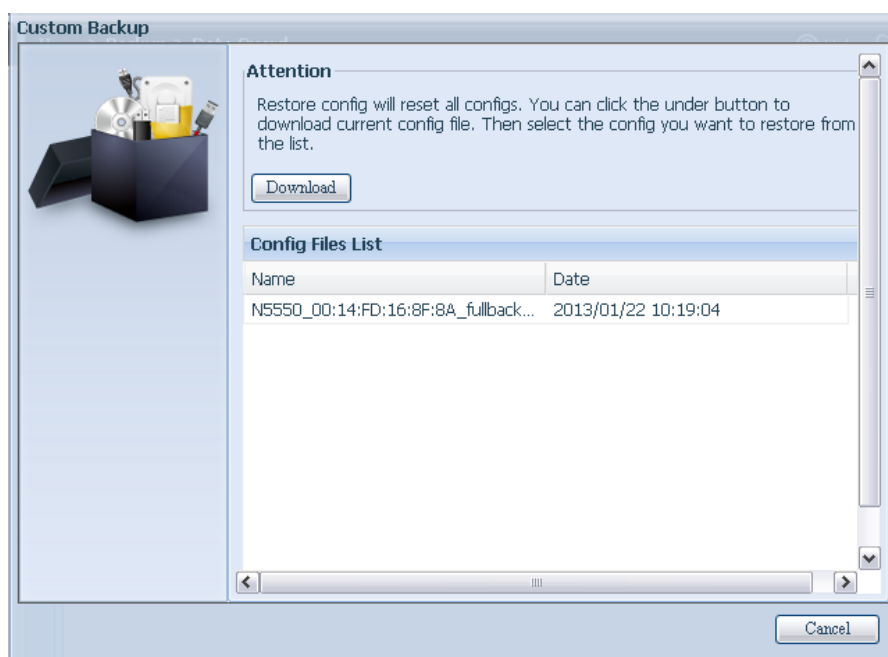 Custom Backup
Attention
Restore config will reset all configs. You can click the under button to
download current config file. Then select the config you want to restore from
the list.
Download
Config Files List
Name Date
N5550_00:14:FD:16:8F:8A_fullback... 2013/01/22 10:19:04
Cancel